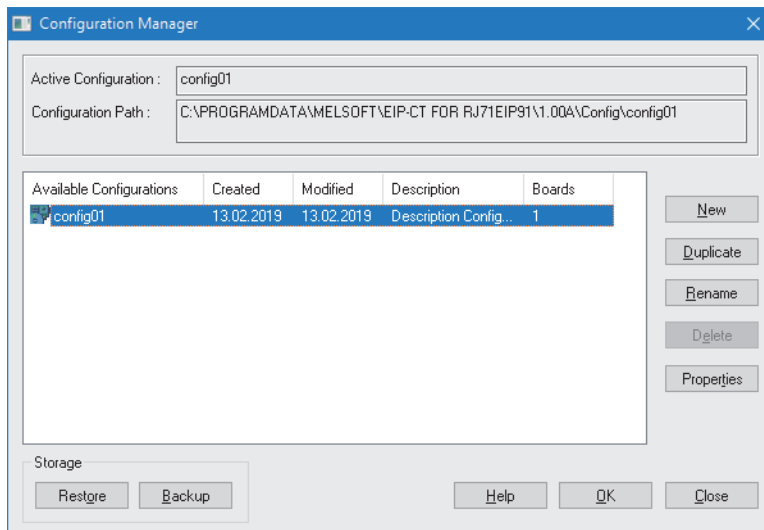 Configuration Manager
Active Configuration : config01
Configuration Path : C:\PROGRAMDATA\MELSOFT\EIP-CT FOR RJ71EIP91\1.00A\Config\config01
Available Configurations Created Modified Description Boards
config01 13.02.2019 13.02.2019 Description Config... 1
New
Duplicate
Rename
Delete
Properties
Storage
Restore Backup Help OK Close